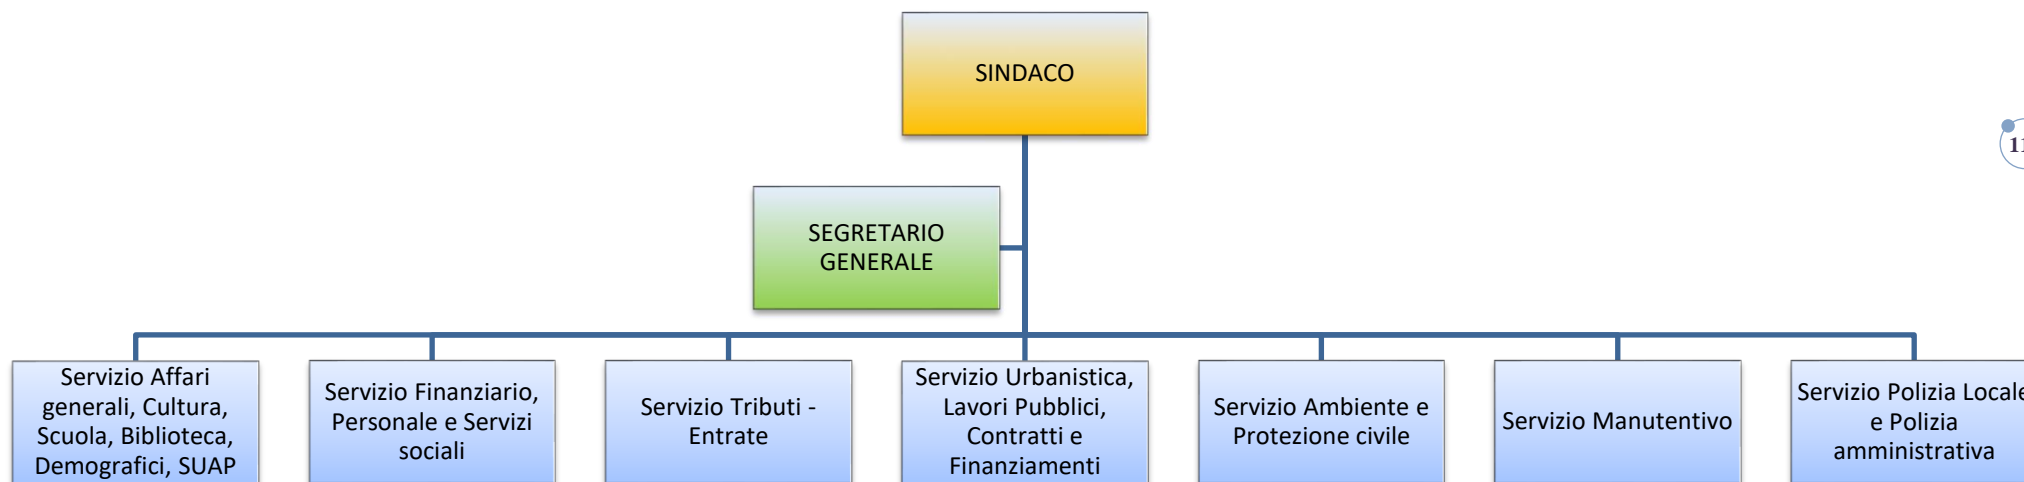 SINDACO
11
SEGRETARIO
GENERALE
Servizio Affari
generali, Cultura,
Scuola, Biblioteca,
Demografici, SUAP
Servizio Finanziario,
Personale e Servizi
sociali
Servizio Tributi -
Entrate
Servizio Urbanistica,
Lavori Pubblici,
Contratti e
Finanziamenti
Servizio Ambiente e
Protezione civile
Servizio Manutentivo
Servizio Polizia Locale
e Polizia
amministrativa